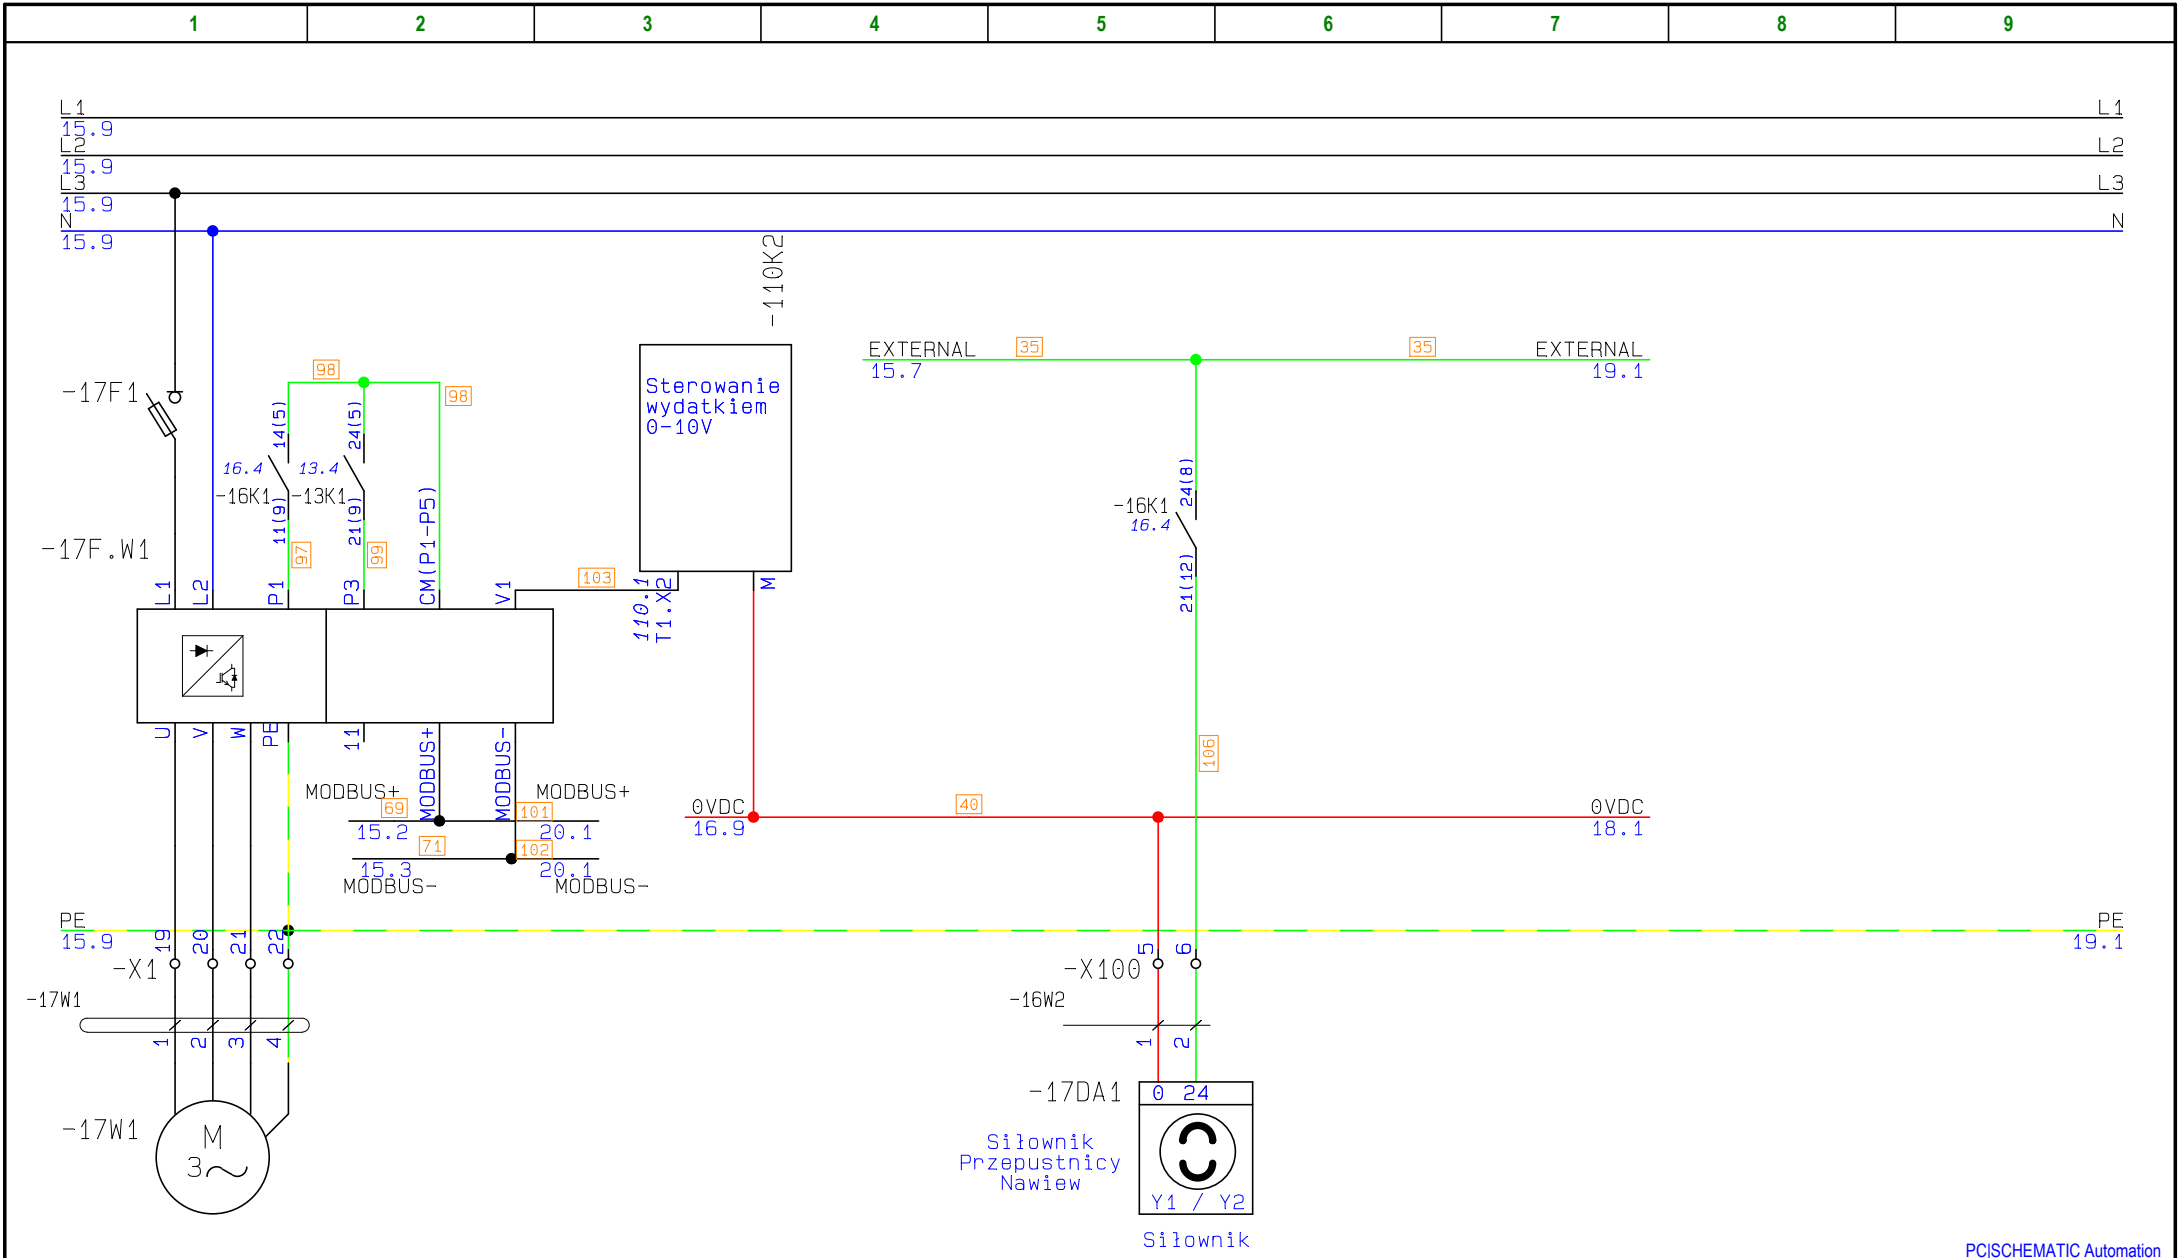 1 2 3 4 5 6 7 8 9
L1 L1
15.9
L2 L2
15.9
L3 L3
15.9
N N
15.9
-110K2
EXTERNAL 35 35 EXTERNAL
15.7 19.1
98
98
-17F1
Sterowanie
wydatkiem
0-10V
14(5) 24(5)
16.4 13.4
-16K1 -13K1
11(9) 21(9)
97 99
CM(P1-P5)
24(8)
-16K1
16.4
21(12)
-17F.W1
L1 L2 P1 P3 V1
103
110.1
T1.X2
M
U V W PE 11 MODBUS+ MODBUS-
106
MODBUS+ MODBUS+
69 101
15.2 20.1
71 102
15.3 20.1
MODBUS- MODBUS-
0VDC 40 0VDC
16.9 18.1
PE PE
15.9 19.1
19 20 21 22
-X1
5 6
-X100
-17W1
1 2 3 4
-16W2
1 2
-17DA1
0 24
-17W1
M
3~
Siłownik
Przepustnicy
Nawiew
Y1 / Y2
Siłownik
PC|SCHEMATIC Automation